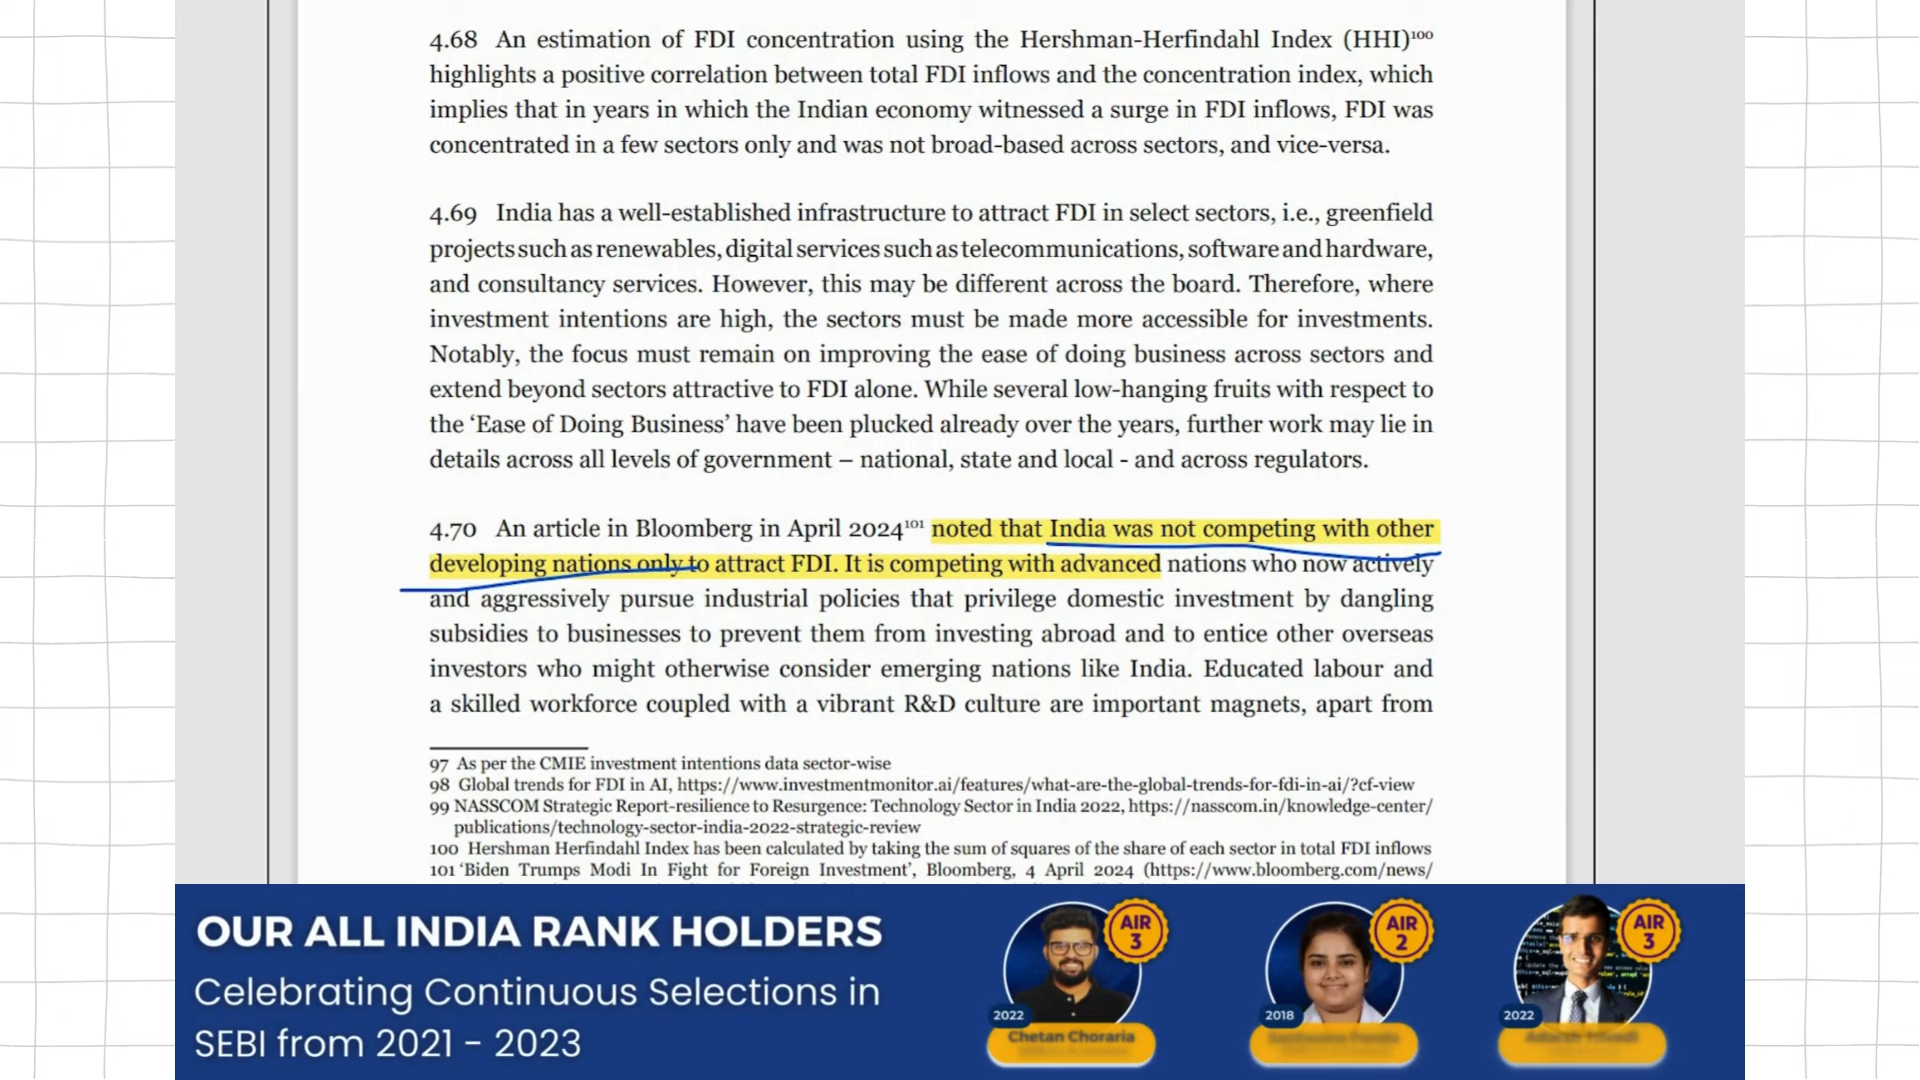 4.68 An estimation of FDI concentration using the Hershman-Herfindahl Index (HHI)100
highlights a positive correlation between total FDI inflows and the concentration index, which
implies that in years in which the Indian economy witnessed a surge in FDI inflows, FDI was
concentrated in a few sectors only and was not broad-based across sectors, and vice-versa.
4.69 India has a well-established infrastructure to attract FDI in select sectors, i.e., greenfield
projects such as renewables, digital services such as telecommunications, software and hardware,
and consultancy services. However, this may be different across the board. Therefore, where
investment intentions are high, the sectors must be made more accessible for investments.
Notably, the focus must remain on improving the ease of doing business across sectors and
extend beyond sectors attractive to FDI alone. While several low-hanging fruits with respect to
the ‘Ease of Doing Business’ have been plucked already over the years, further work may lie in
details across all levels of government – national, state and local - and across regulators.
4.70 An article in Bloomberg in April 2024101 noted that India was not competing with other
developing nations only to attract FDI. It is competing with advanced nations who now actively
and aggressively pursue industrial policies that privilege domestic investment by dangling
subsidies to businesses to prevent them from investing abroad and to entice other overseas
investors who might otherwise consider emerging nations like India. Educated labour and
a skilled workforce coupled with a vibrant R&D culture are important magnets, apart from
97 As per the CMIE investment intentions data sector-wise
98 Global trends for FDI in AI, https://www.investmentmonitor.ai/features/what-are-the-global-trends-for-fdi-in-ai/?cf-view
99 NASSCOM Strategic Report-resilience to Resurgence: Technology Sector in India 2022, https://nasscom.in/knowledge-center/
publications/technology-sector-india-2022-strategic-review
100 Hershman Herfindahl Index has been calculated by taking the sum of squares of the share of each sector in total FDI inflows
101 ‘Biden Trumps Modi In Fight for Foreign Investment’, Bloomberg, 4 April 2024 (https://www.bloomberg.com/news/
OUR ALL INDIA RANK HOLDERS
Celebrating Continuous Selections in
SEBI from 2021 - 2023
AIR
3
2022
Chetan Choraria
AIR
2
2018
AIR
3
2022